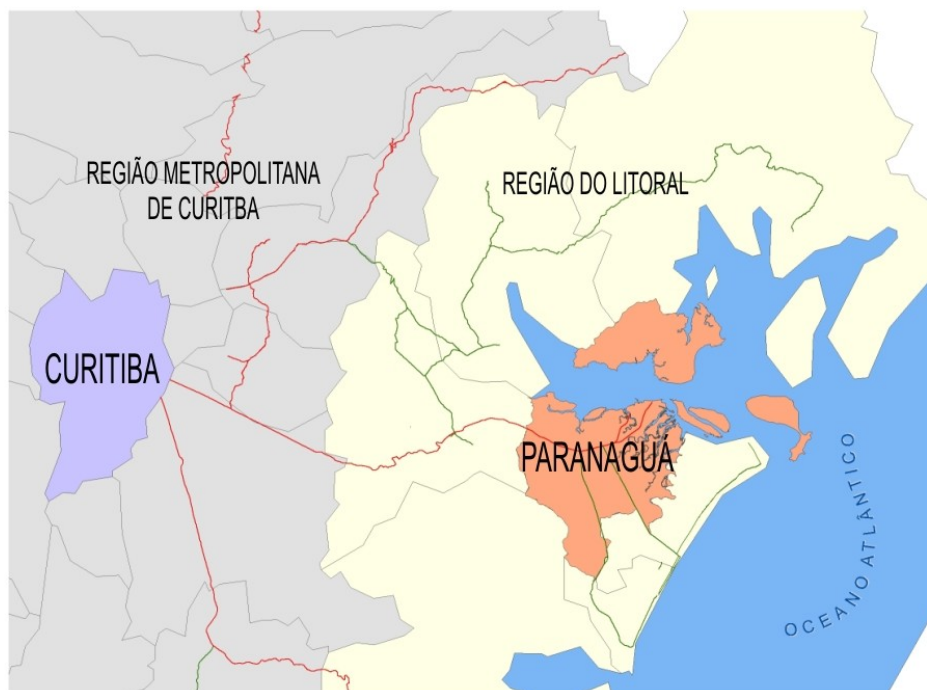 REGIÃO METROPOLITANA
DE CURITBA
REGIÃO DO LITORAL
CURITIBA
PARANAGUÁ
OCEANO ATLÂNTICO